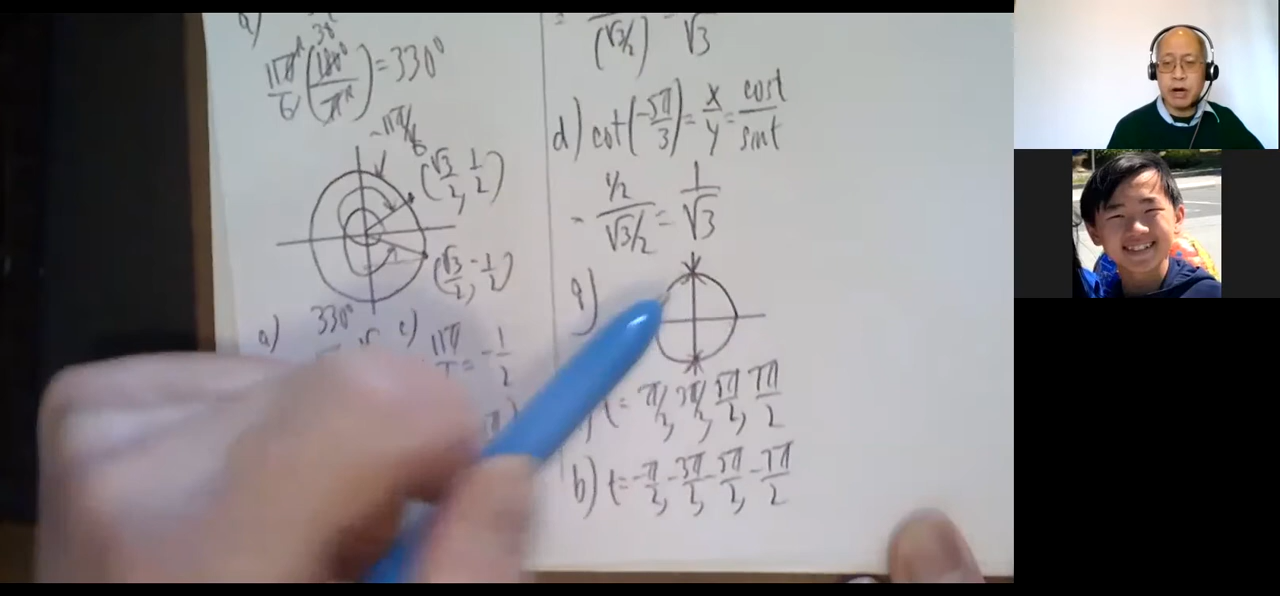 11π/6 (180°/π) = 330°
-11π/6
(√3/2, 1/2)
(√3/2, -1/2)
a) 330°
c) 11π = -1/2
(√3/2) √3
d) cot(-5π/3) = x/y = cost/sint
= 1/2 / √3/2 = 1/√3
9)
t = π/2, 3π/2, 5π/2, 7π/2
b) t = -π/2, -3π/2, -5π/2, -7π/2